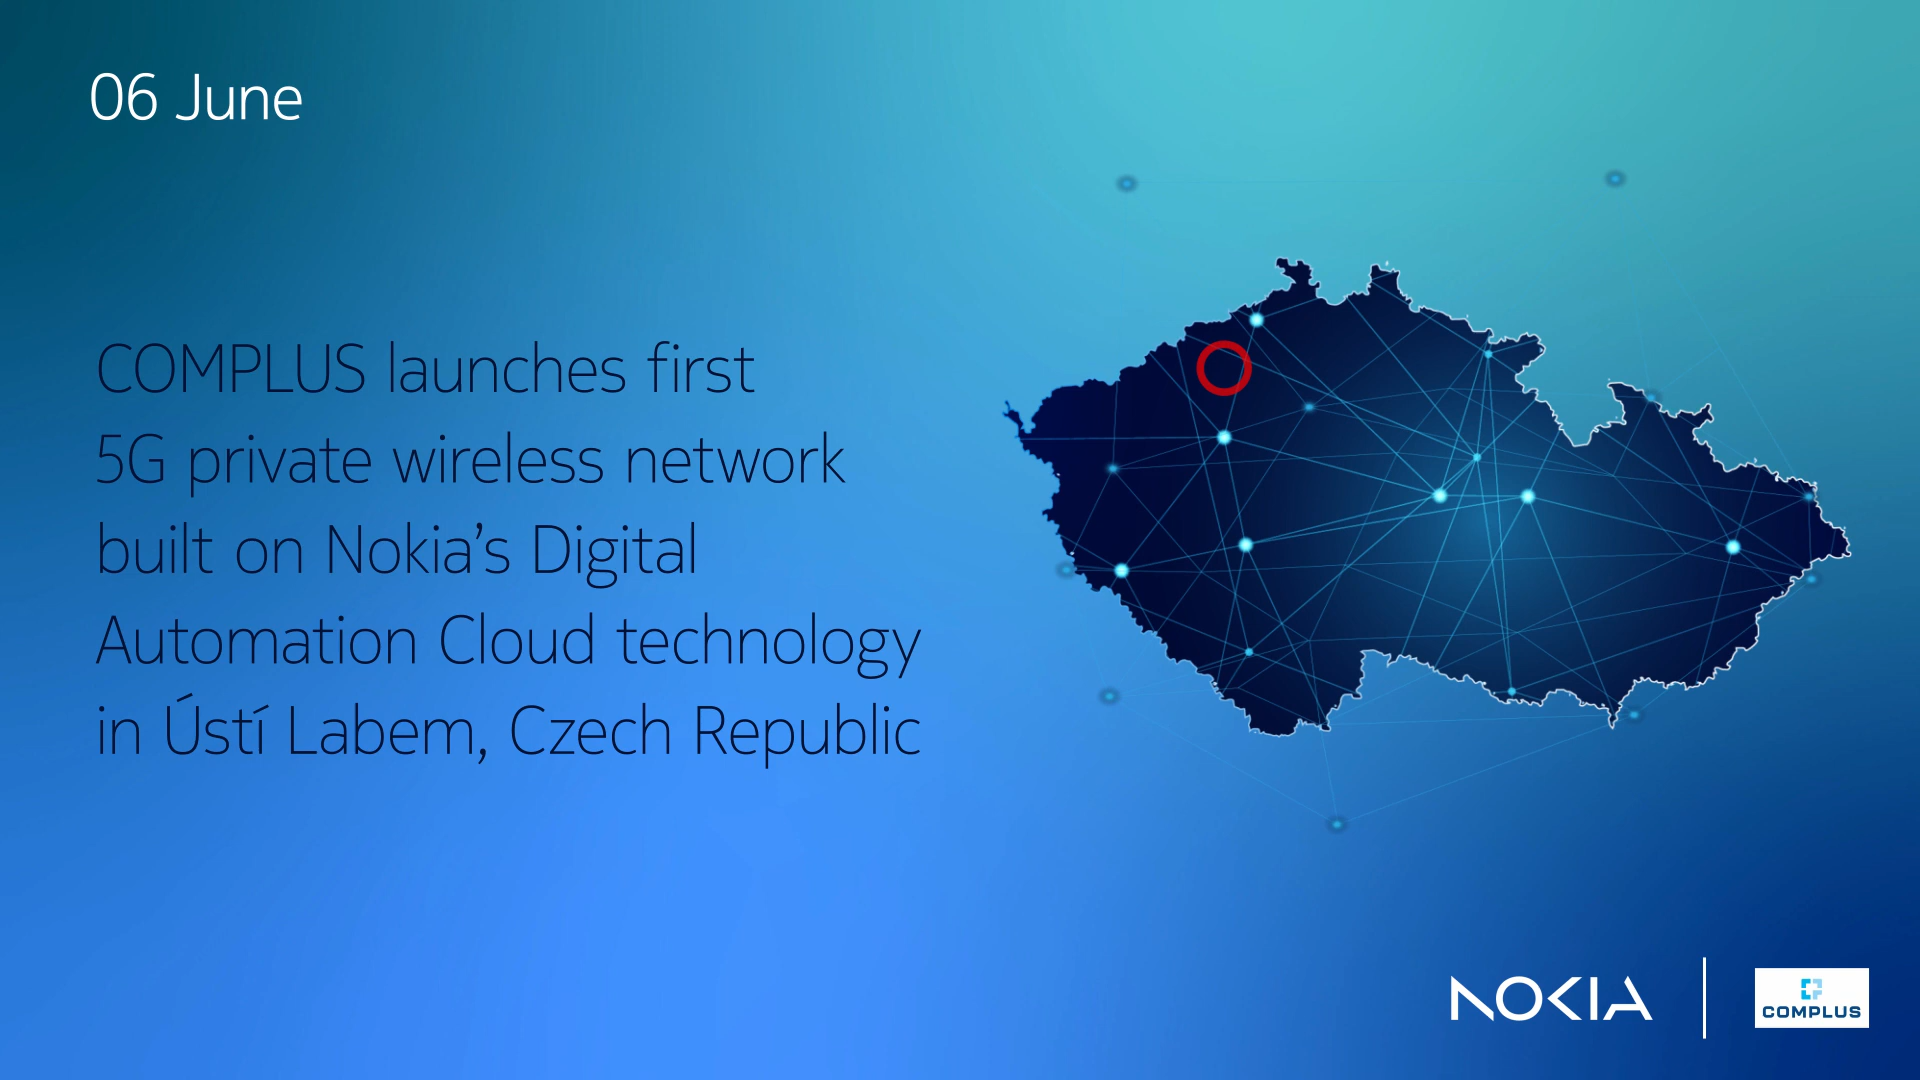 06 June
COMPLUS launches first
5G private wireless network
built on Nokia’s Digital
Automation Cloud technology
in Ústí Labem, Czech Republic
NOKIA
COMPLUS